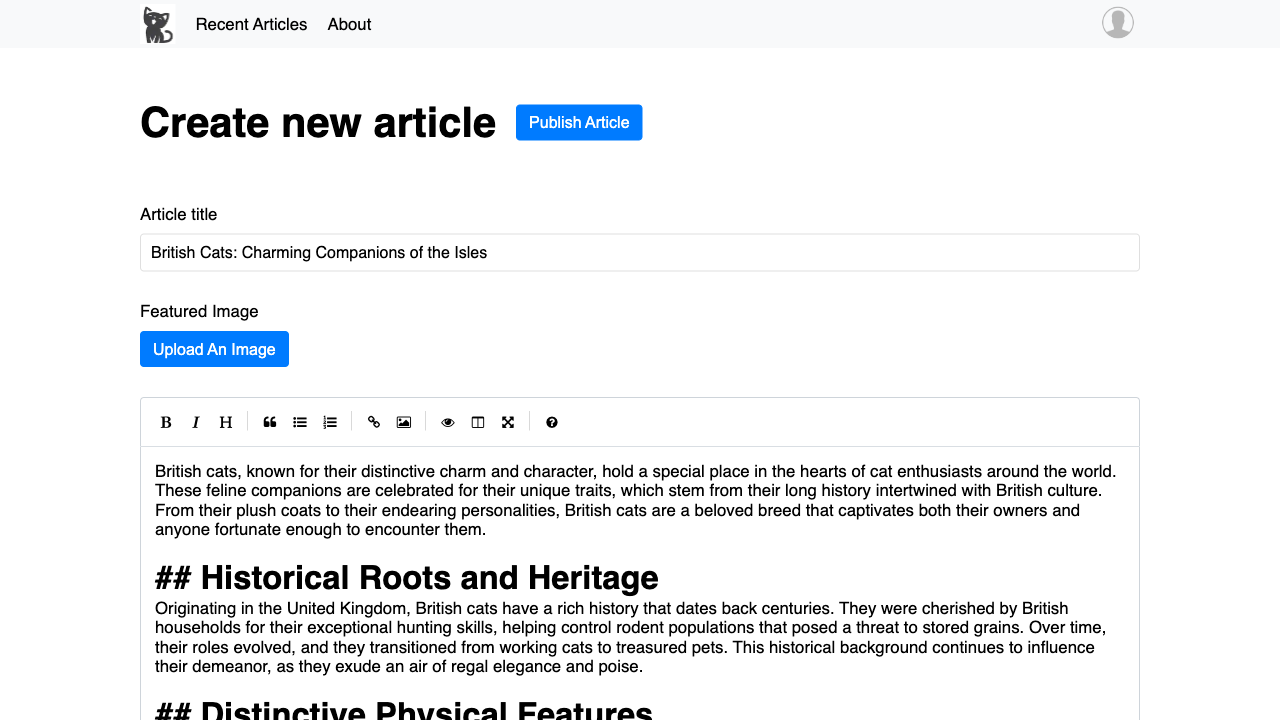 Recent Articles About
Create new article Publish Article
Article title
British Cats: Charming Companions of the Isles
Featured Image
Upload An Image
B I H
British cats, known for their distinctive charm and character, hold a special place in the hearts of cat enthusiasts around the world.
These feline companions are celebrated for their unique traits, which stem from their long history intertwined with British culture.
From their plush coats to their endearing personalities, British cats are a beloved breed that captivates both their owners and
anyone fortunate enough to encounter them.
## Historical Roots and Heritage
Originating in the United Kingdom, British cats have a rich history that dates back centuries. They were cherished by British
households for their exceptional hunting skills, helping control rodent populations that posed a threat to stored grains. Over time,
their roles evolved, and they transitioned from working cats to treasured pets. This historical background continues to influence
their demeanor, as they exude an air of regal elegance and poise.
## Distinctive Physical Features